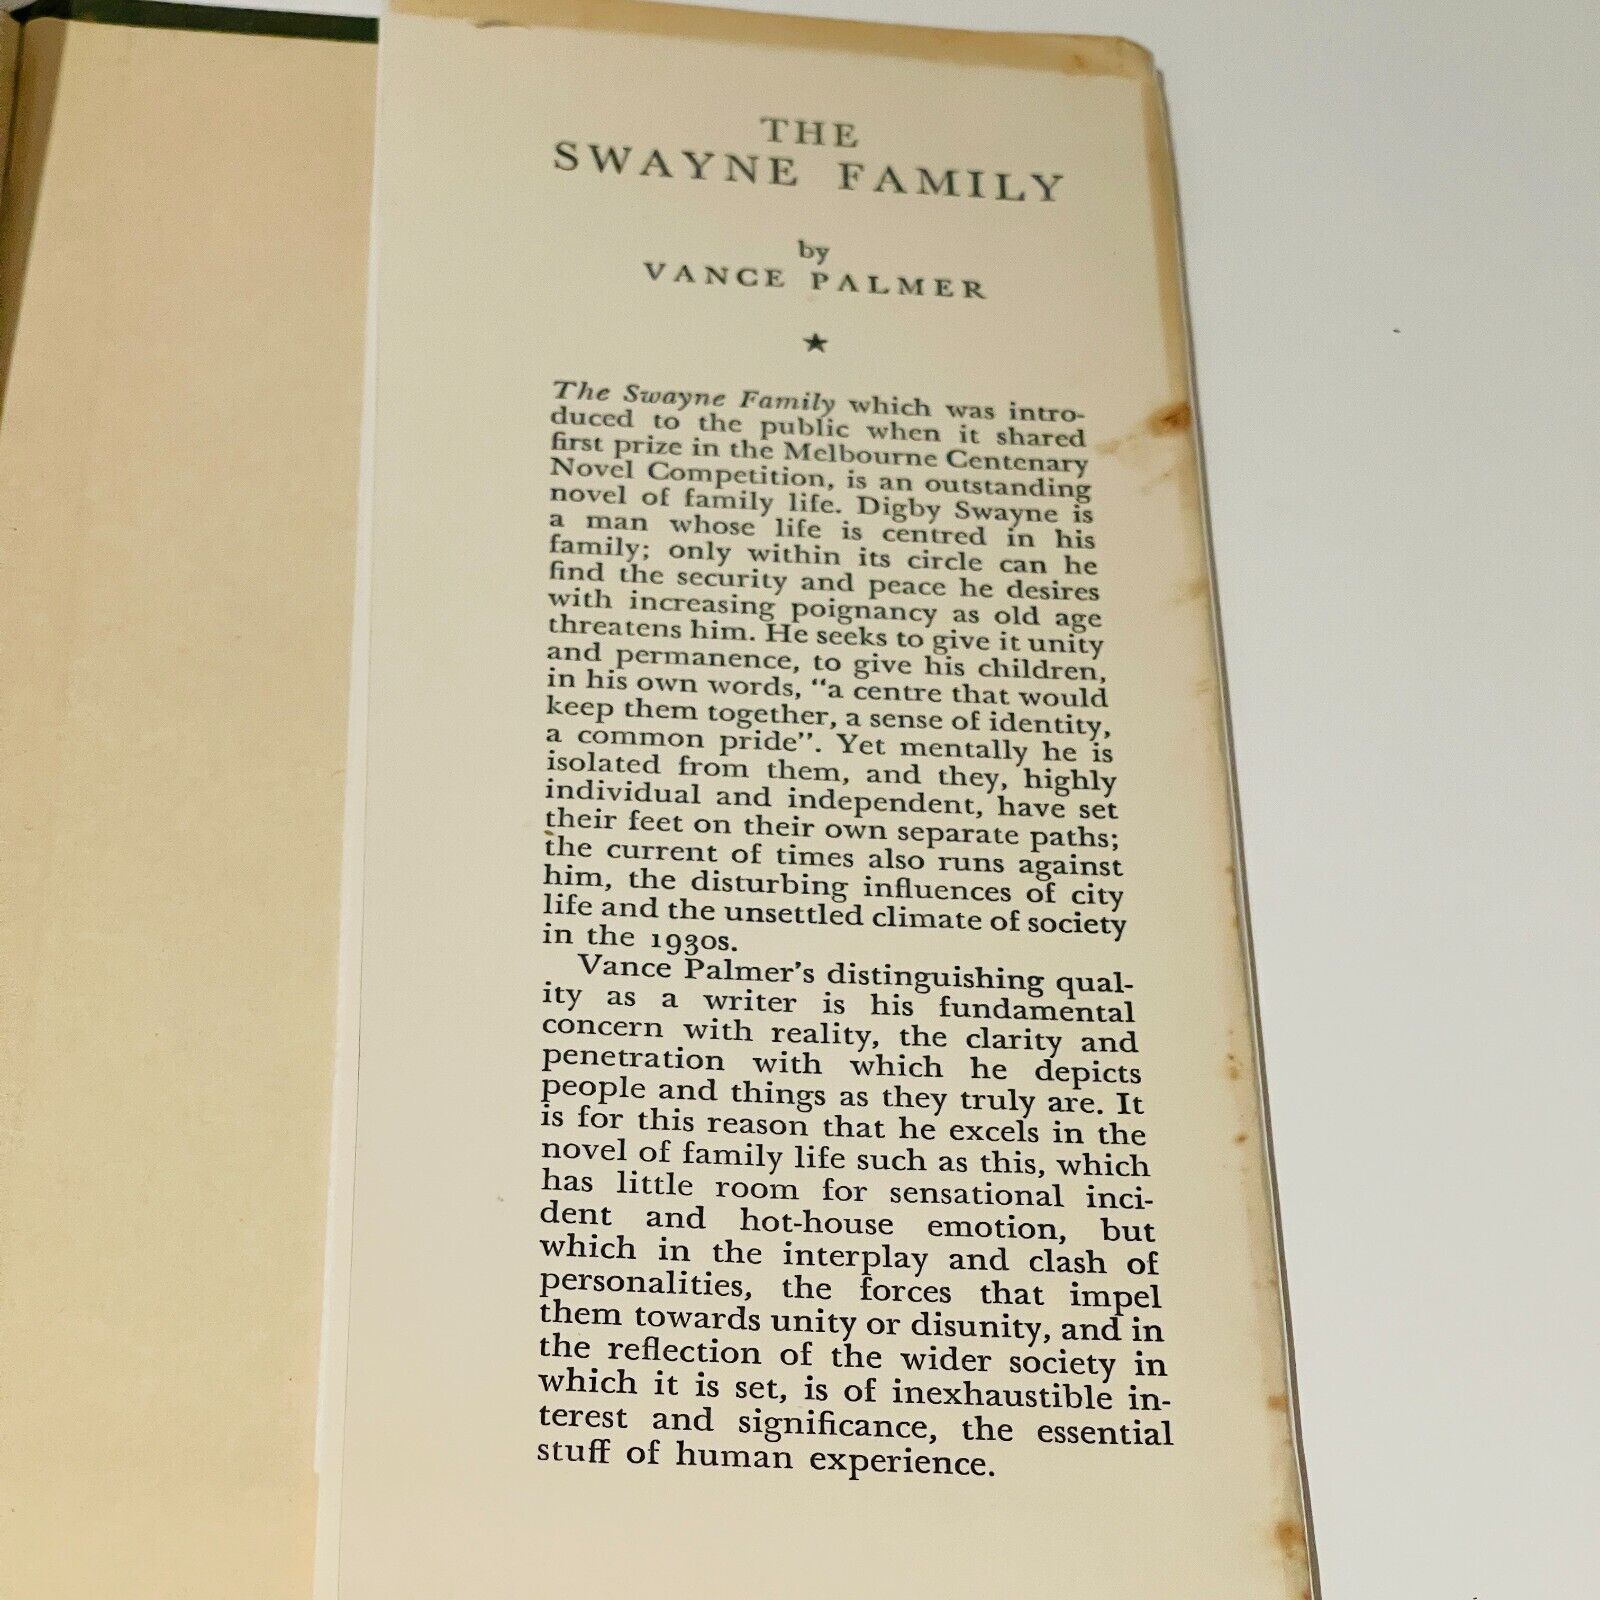 THE
SWAYNE FAMILY
by
VANCE PALMER
★
The Swayne Family which was intro-
duced to the public when it shared
first prize in the Melbourne Centenary
Novel Competition, is an outstanding
novel of family life. Digby Swayne is
a man whose life is centred in his
family; only within its circle can he
find the security and peace he desires
with increasing poignancy as old age
threatens him. He seeks to give it unity
and permanence, to give his children,
in his own words, "a centre that would
keep them together, a sense of identity,
a common pride". Yet mentally he is
isolated from them, and they, highly
individual and independent, have set
their feet on their own separate paths;
the current of times also runs against
him, the disturbing influences of city
life and the unsettled climate of society
in the 1930s.
Vance Palmer's distinguishing qual-
ity as a writer is his fundamental
concern with reality, the clarity and
penetration with which he depicts
people and things as they truly are. It
is for this reason that he excels in the
novel of family life such as this, which
has little room for sensational inci-
dent and hot-house emotion, but
which in the interplay and clash of
personalities, the forces that impel
them towards unity or disunity, and in
the reflection of the wider society in
which it is set, is of inexhaustible in-
terest and significance, the essential
stuff of human experience.